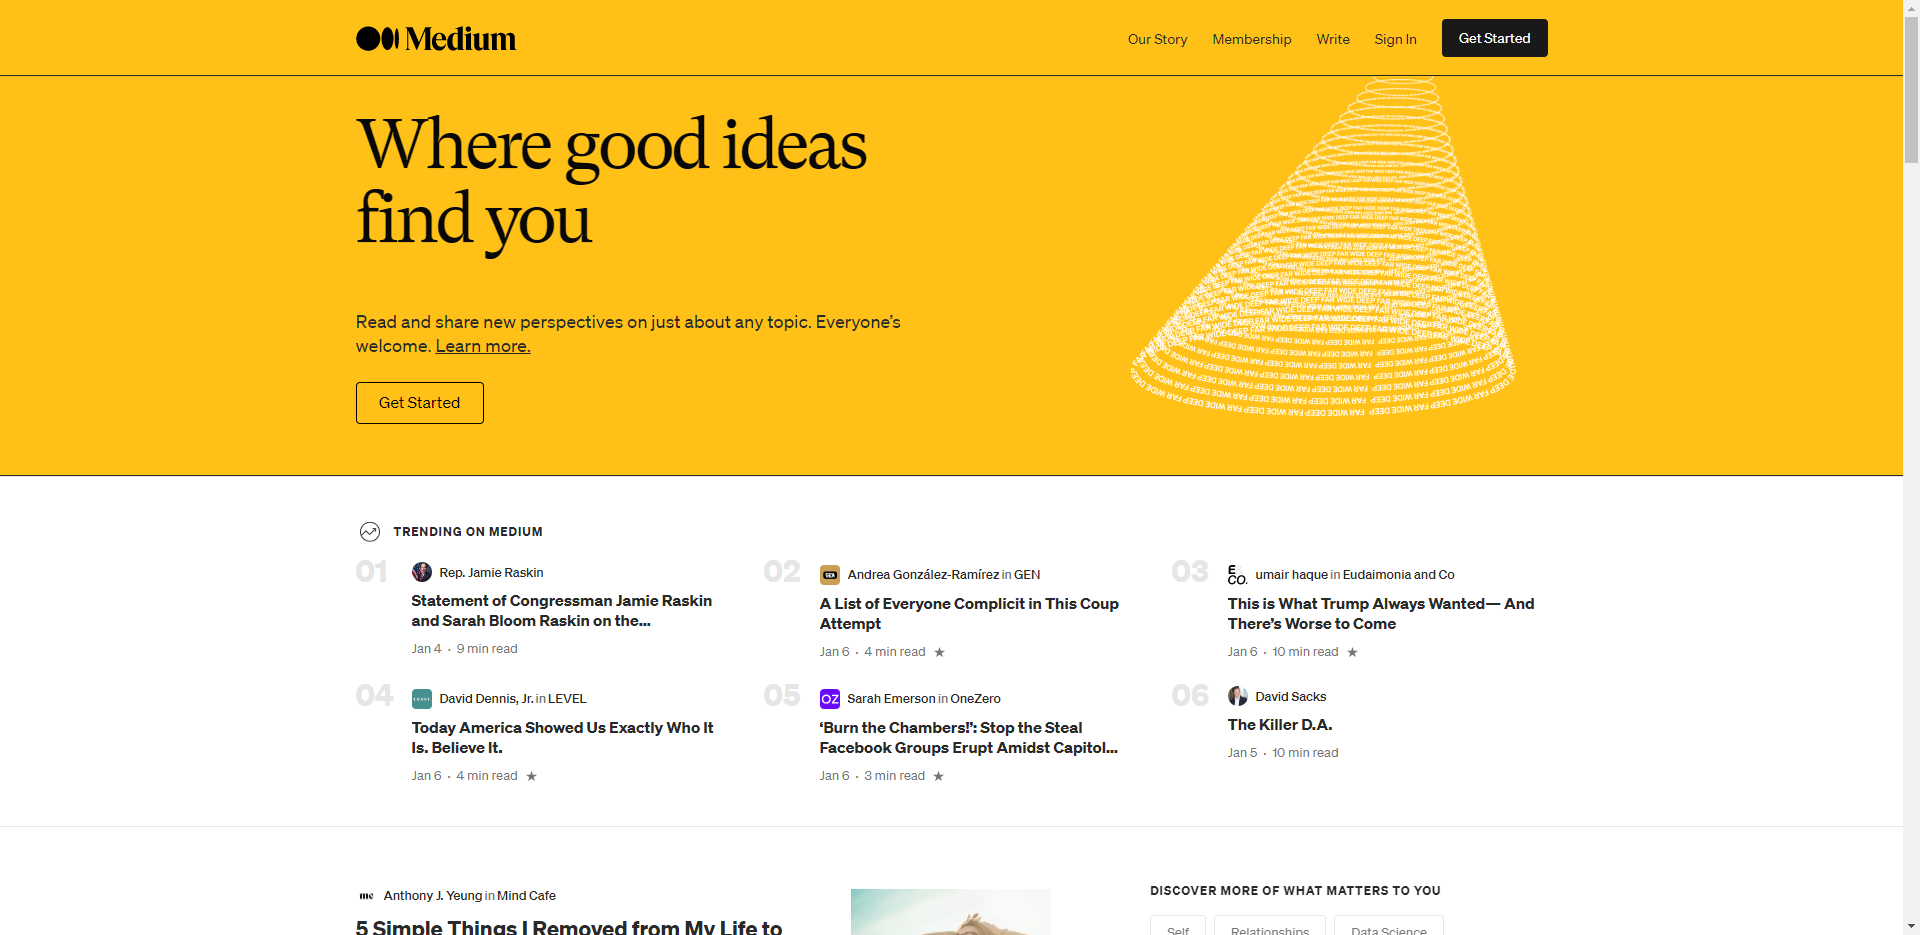 Medium
Our Story
Membership
Write
Sign In
Get Started
Where good ideas
find you
Read and share new perspectives on just about any topic. Everyone’s
welcome. Learn more.
Get Started
FAR WIDE DEEP FAR WIDE DEEP FAR WIDE DEEP FAR WIDE DEEP
TRENDING ON MEDIUM
01
Rep. Jamie Raskin
Statement of Congressman Jamie Raskin
and Sarah Bloom Raskin on the...
Jan 4 · 9 min read
02
GEN
Andrea González-Ramírez in GEN
A List of Everyone Complicit in This Coup
Attempt
Jan 6 · 4 min read ★
03
E
CO.
umair haque in Eudaimonia and Co
This is What Trump Always Wanted— And
There’s Worse to Come
Jan 6 · 10 min read ★
04
David Dennis, Jr. in LEVEL
Today America Showed Us Exactly Who It
Is. Believe It.
Jan 6 · 4 min read ★
05
OZ
Sarah Emerson in OneZero
‘Burn the Chambers!’: Stop the Steal
Facebook Groups Erupt Amidst Capitol...
Jan 6 · 3 min read ★
06
David Sacks
The Killer D.A.
Jan 5 · 10 min read
Anthony J. Yeung in Mind Cafe
5 Simple Things I Removed from My Life to
DISCOVER MORE OF WHAT MATTERS TO YOU
Self
Relationships
Data Science